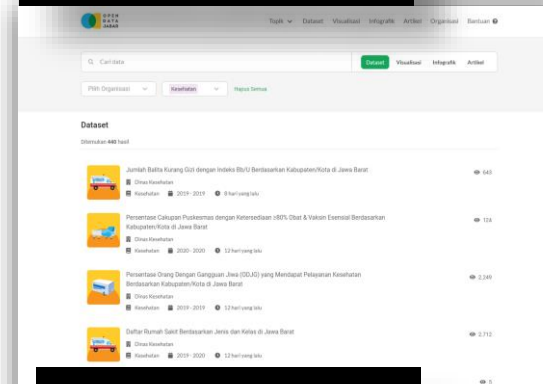 OPEN
DATA
JABAR
Topik Dataset Visualisasi Infografik Artikel Organisasi Bantuan
Cari data
Dataset Visualisasi Infografik Artikel
Pilih Organisasi Kesehatan Hapus Semua
Dataset
Ditemukan 440 hasil
Jumlah Balita Kurang Gizi dengan Indeks Bb/U Berdasarkan Kabupaten/Kota di Jawa Barat 643
Dinas Kesehatan
Kesehatan 2019-2019 8 hari yang lalu
Persentase Cakupan Puskesmas dengan Ketersediaan ≥80% Obat & Vaksin Esensial Berdasarkan
Kabupaten/Kota di Jawa Barat 126
Dinas Kesehatan
Kesehatan 2020-2020 12 hari yang lalu
Persentase Orang Dengan Gangguan Jiwa (ODJG) yang Mendapat Pelayanan Kesehatan
Berdasarkan Kabupaten/Kota di Jawa Barat 2,249
Dinas Kesehatan
Kesehatan 2019-2019 12 hari yang lalu
Daftar Rumah Sakit Berdasarkan Jenis dan Kelas di Jawa Barat 2,712
Dinas Kesehatan
Kesehatan 2019-2020 12 hari yang lalu
5